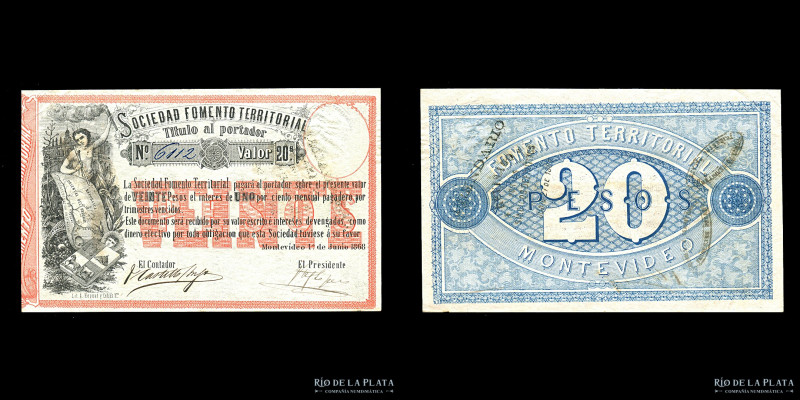 SOCIEDAD FOMENTO TERRITORIAL
Titulo al portador
Nº 6112 Valor 20$
La Sociedad Fomento Territorial pagará al portador sobre el presente valor
de VEINTE Pesos el interes de UNO por ciento mensual pagadero, por
trimestres vencidos.
Este documento será recibido por su valor escrito é intereses devengados, como
dinero efectivo por toda obligacion que esta Sociedad tuviese á su favor
Montevideo 1º de Junio 1868
El Contador El Presidente
FOMENTO TERRITORIAL
20
PESOS
MONTEVIDEO
RÍO DE LA PLATA
COMPAÑÍA NUMISMÁTICA
RÍO DE LA PLATA
COMPAÑÍA NUMISMÁTICA